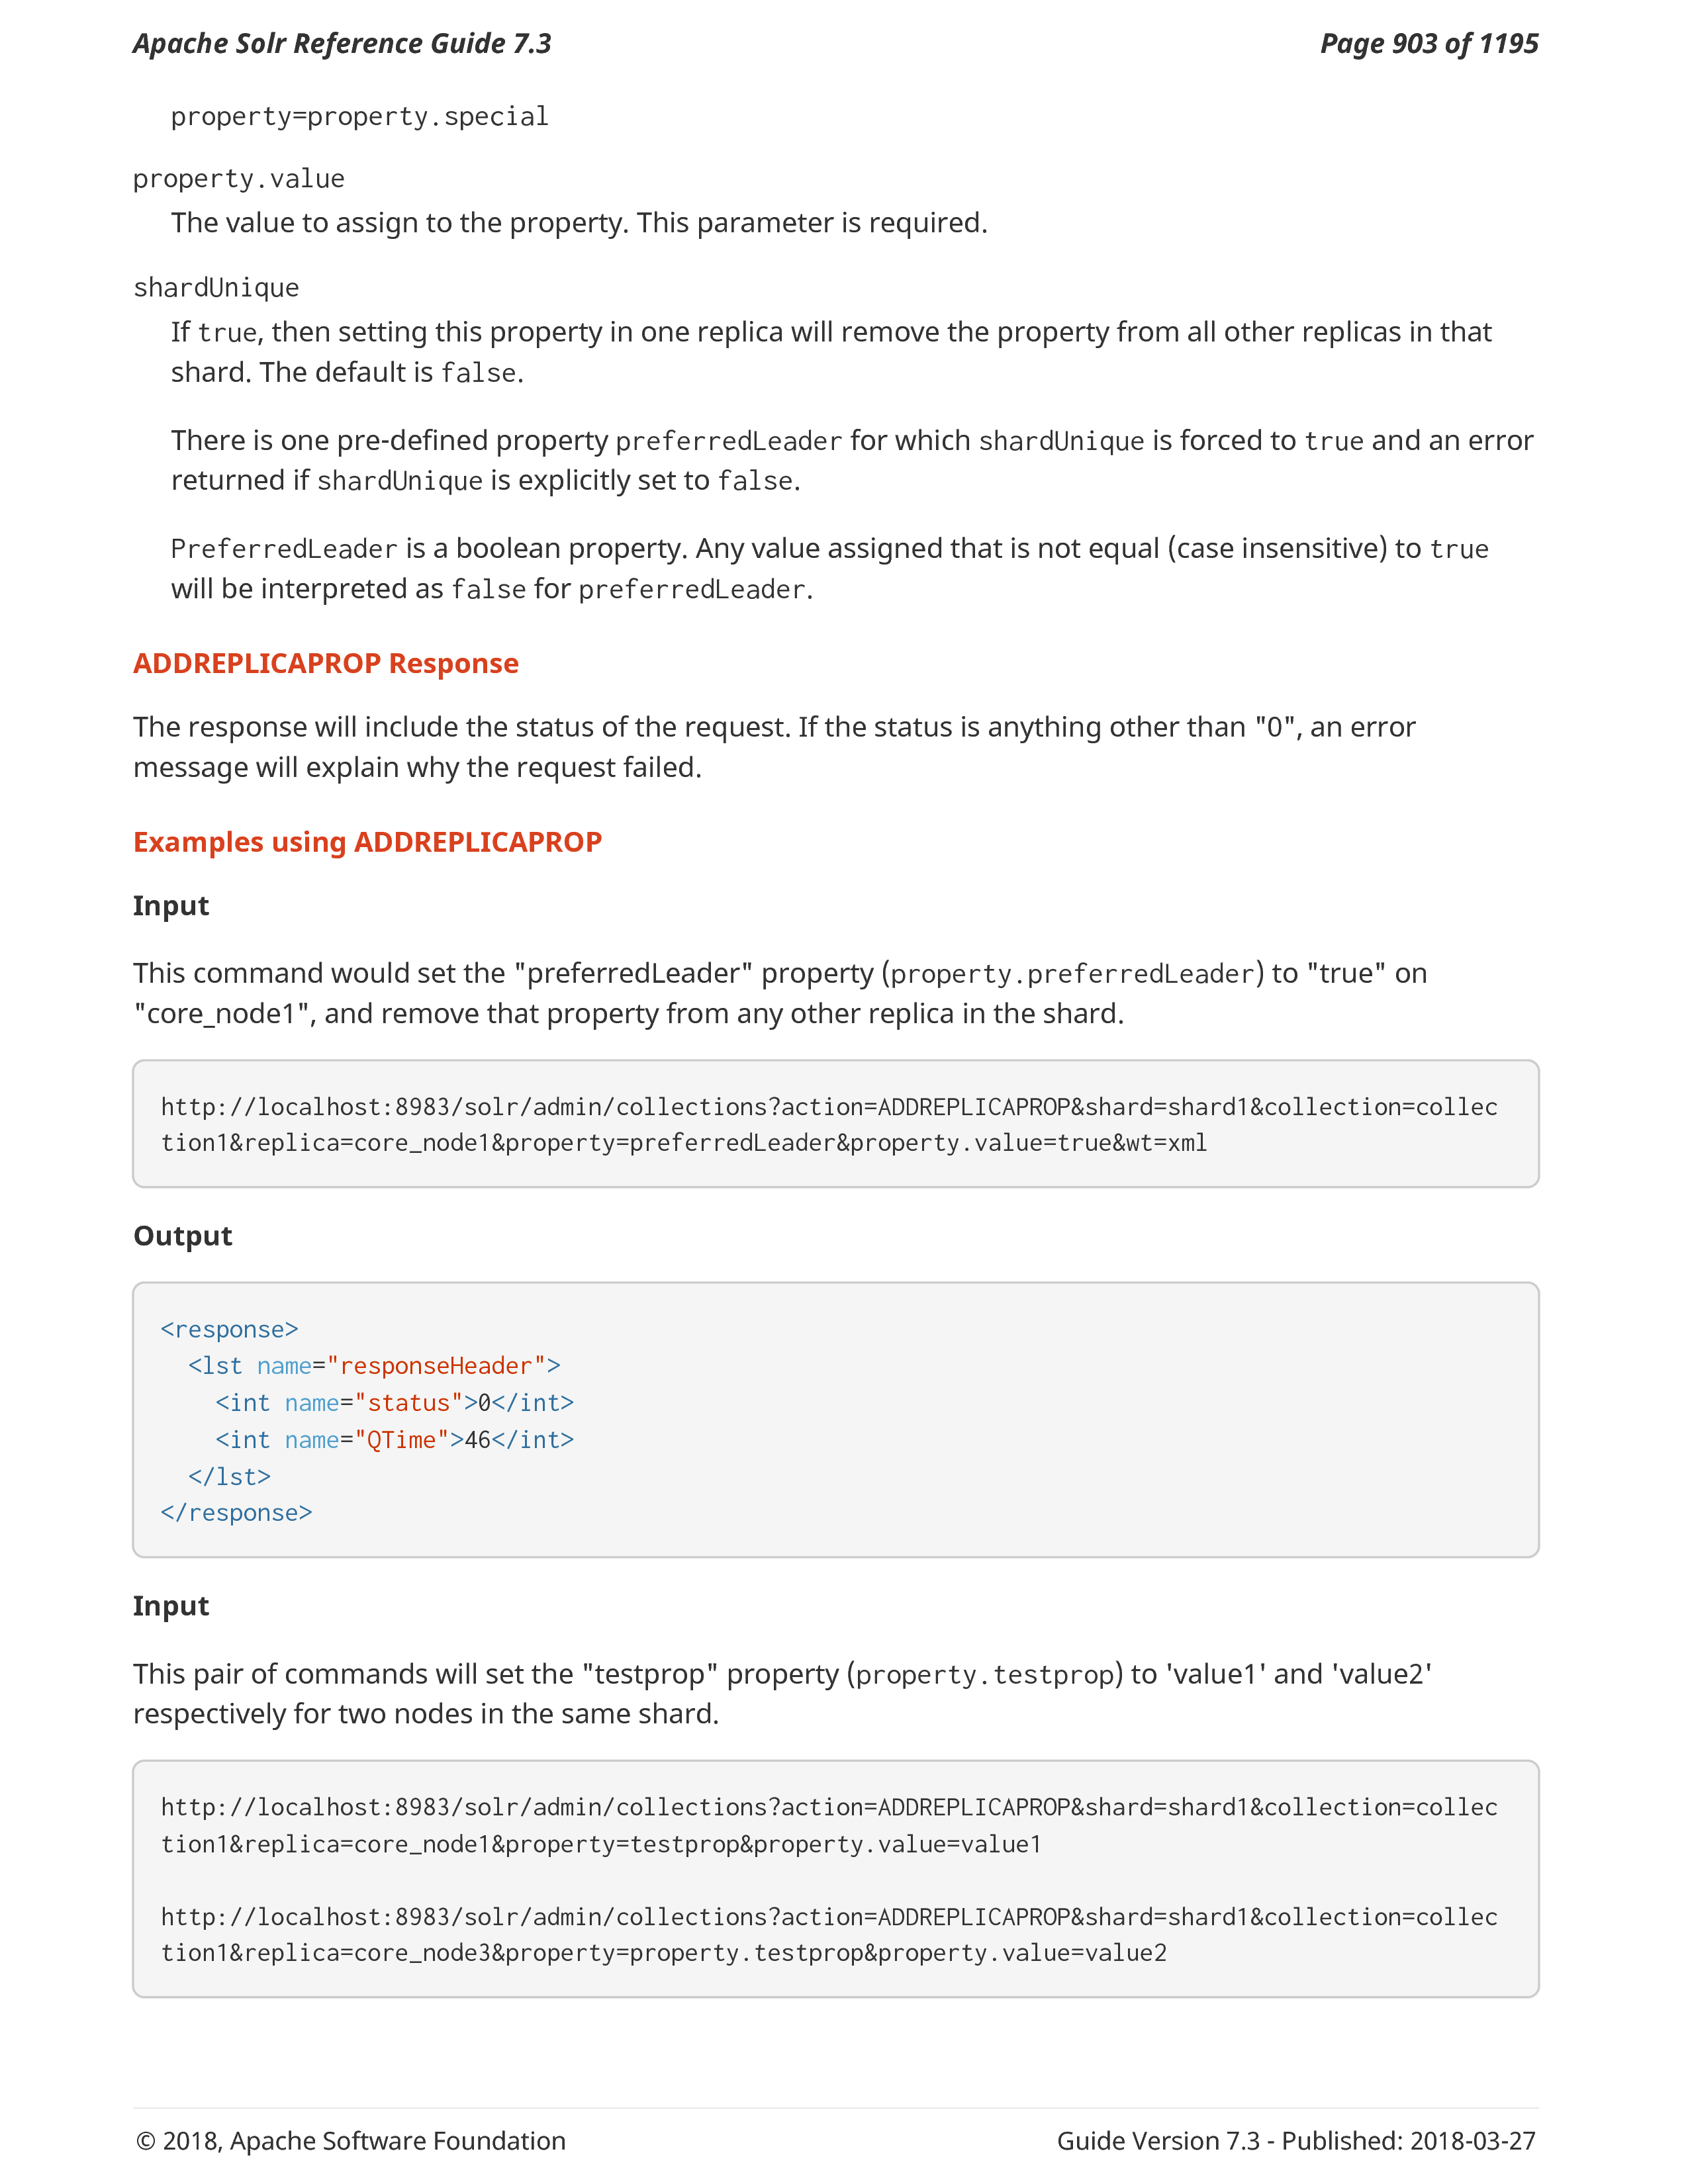 Apache Solr Reference Guide 7.3 Page 903 of 1195
property=property.special
property.value
The value to assign to the property. This parameter is required.
shardUnique
If true, then setting this property in one replica will remove the property from all other replicas in that
shard. The default is false.
There is one pre-defined property preferredLeader for which shardUnique is forced to true and an error
returned if shardUnique is explicitly set to false.
PreferredLeader is a boolean property. Any value assigned that is not equal (case insensitive) to true
will be interpreted as false for preferredLeader.
ADDREPLICAPROP Response
The response will include the status of the request. If the status is anything other than "0", an error
message will explain why the request failed.
Examples using ADDREPLICAPROP
Input
This command would set the "preferredLeader" property (property.preferredLeader) to "true" on
"core_node1", and remove that property from any other replica in the shard.
http://localhost:8983/solr/admin/collections?action=ADDREPLICAPROP&shard=shard1&collection=collec
tion1&replica=core_node1&property=preferredLeader&property.value=true&wt=xml
Output
<response>
  <lst name="responseHeader">
    <int name="status">0</int>
    <int name="QTime">46</int>
  </lst>
</response>
Input
This pair of commands will set the "testprop" property (property.testprop) to 'value1' and 'value2'
respectively for two nodes in the same shard.
http://localhost:8983/solr/admin/collections?action=ADDREPLICAPROP&shard=shard1&collection=collec
tion1&replica=core_node1&property=testprop&property.value=value1
http://localhost:8983/solr/admin/collections?action=ADDREPLICAPROP&shard=shard1&collection=collec
tion1&replica=core_node3&property=property.testprop&property.value=value2
© 2018, Apache Software Foundation Guide Version 7.3 - Published: 2018-03-27